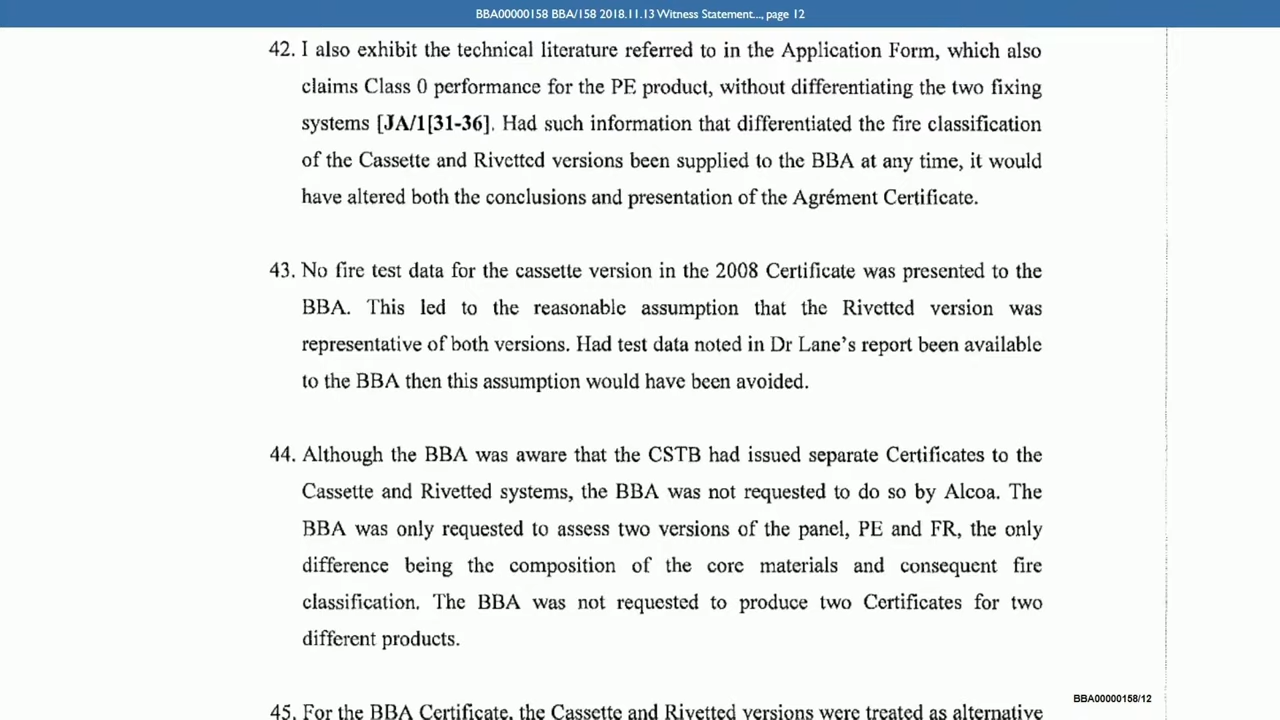 BBA00000158 BBA/158 2018.11.13 Witness Statement..., page 12
42. I also exhibit the technical literature referred to in the Application Form, which also
claims Class 0 performance for the PE product, without differentiating the two fixing
systems [JA/1[31-36]. Had such information that differentiated the fire classification
of the Cassette and Rivetted versions been supplied to the BBA at any time, it would
have altered both the conclusions and presentation of the Agrément Certificate.
43. No fire test data for the cassette version in the 2008 Certificate was presented to the
BBA. This led to the reasonable assumption that the Rivetted version was
representative of both versions. Had test data noted in Dr Lane's report been available
to the BBA then this assumption would have been avoided.
44. Although the BBA was aware that the CSTB had issued separate Certificates to the
Cassette and Rivetted systems, the BBA was not requested to do so by Alcoa. The
BBA was only requested to assess two versions of the panel, PE and FR, the only
difference being the composition of the core materials and consequent fire
classification. The BBA was not requested to produce two Certificates for two
different products.
BBA00000158/12
45. For the BBA Certificate, the Cassette and Rivetted versions were treated as alternative